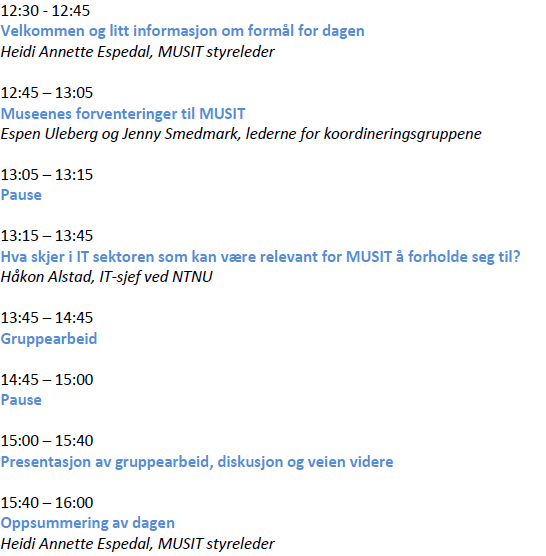 12:30 - 12:45
Velkommen og litt informasjon om formål for dagen
Heidi Annette Espedal, MUSIT styreleder
12:45 – 13:05
Museenes forventeringer til MUSIT
Espen Uleberg og Jenny Smedmark, lederne for koordineringsgruppene
13:05 – 13:15
Pause
13:15 – 13:45
Hva skjer i IT sektoren som kan være relevant for MUSIT å forholde seg til?
Håkon Alstad, IT-sjef ved NTNU
13:45 – 14:45
Gruppearbeid
14:45 – 15:00
Pause
15:00 – 15:40
Presentasjon av gruppearbeid, diskusjon og veien videre
15:40 – 16:00
Oppsummering av dagen
Heidi Annette Espedal, MUSIT styreleder